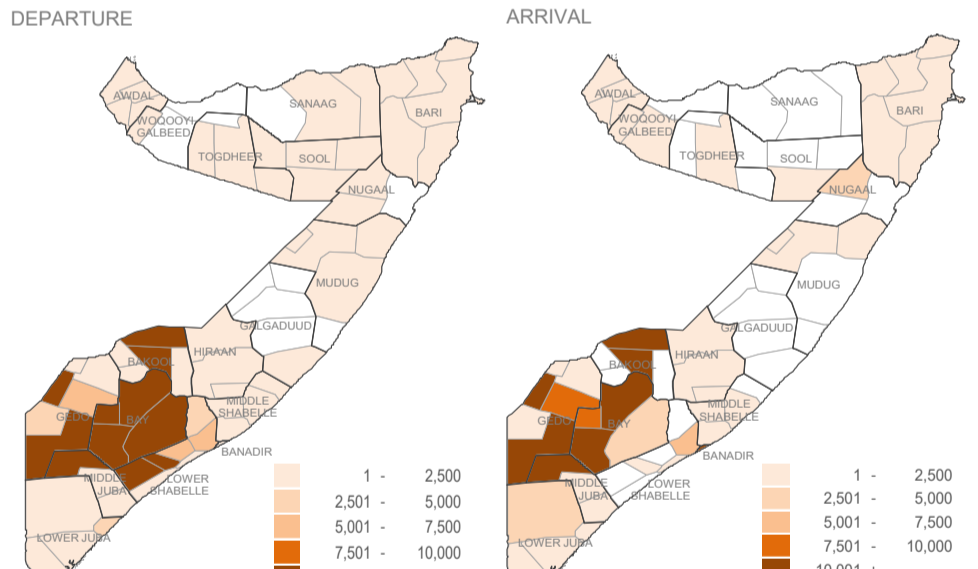 DEPARTURE
AWDAL
WOQOOYI
GALBEED
TOGDHEER
SANAAG
SOOL
BARI
NUGAAL
MUDUG
GALGADUUD
HIRAAN
BAKOOL
GEDO
BAY
MIDDLE
SHABELLE
BANADIR
LOWER
SHABELLE
MIDDLE
JUBA
LOWER JUBA
1 - 2,500
2,501 - 5,000
5,001 - 7,500
7,501 - 10,000
ARRIVAL
AWDAL
WOQOOYI
GALBEED
TOGDHEER
SANAAG
SOOL
BARI
NUGAAL
MUDUG
GALGADUUD
HIRAAN
BAKOOL
GEDO
BAY
MIDDLE
SHABELLE
BANADIR
LOWER
SHABELLE
MIDDLE
JUBA
LOWER JUBA
1 - 2,500
2,501 - 5,000
5,001 - 7,500
7,501 - 10,000
10,001 +